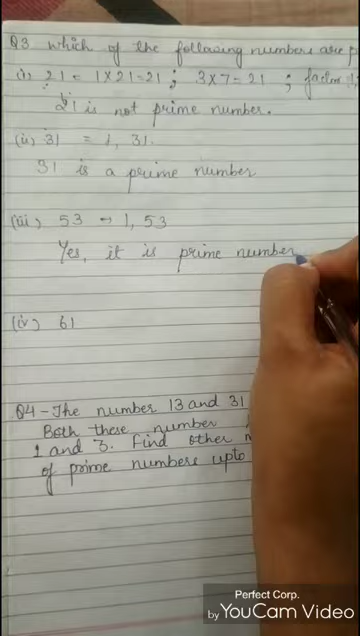 Q3 Which of the following numbers are p
(i) 21 = 1×21=21 ; 3×7=21 ;
21 is not prime number.
(ii) 31 = 1, 31.
31 is a prime number
(iii) 53 → 1, 53
Yes, it is prime number
(iv) 61
Q4-The number 13 and 31
Both these number
1 and 3. Find other
of prime numbers upto
Perfect Corp.
by YouCam Video